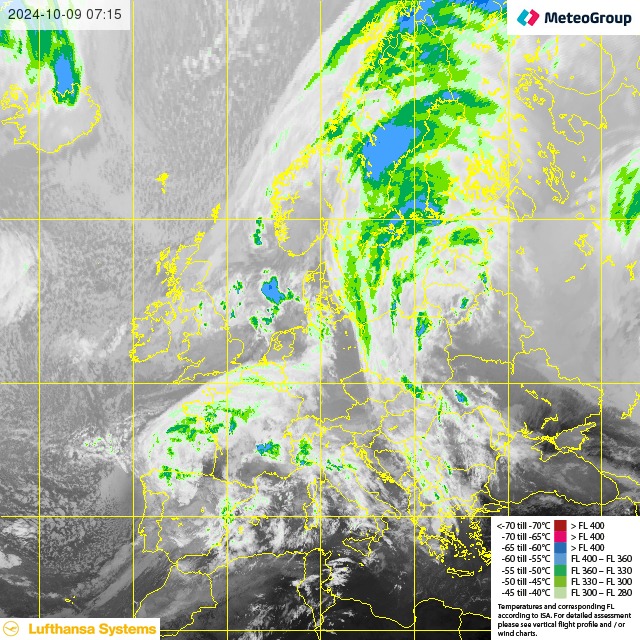 2024-10-09 07:15
MeteoGroup
<-70 till -70°C > FL 400
-70 till -65°C > FL 400
-65 till -60°C > FL 400
-60 till -55°C FL 400 – FL 360
-55 till -50°C FL 360 – FL 330
-50 till -45°C FL 330 – FL 300
-45 till -40°C FL 300 – FL 280
Temperatures and corresponding FL
according to ISA. For detailed assessment
please see vertical flight profile and / or
wind charts.
Lufthansa Systems